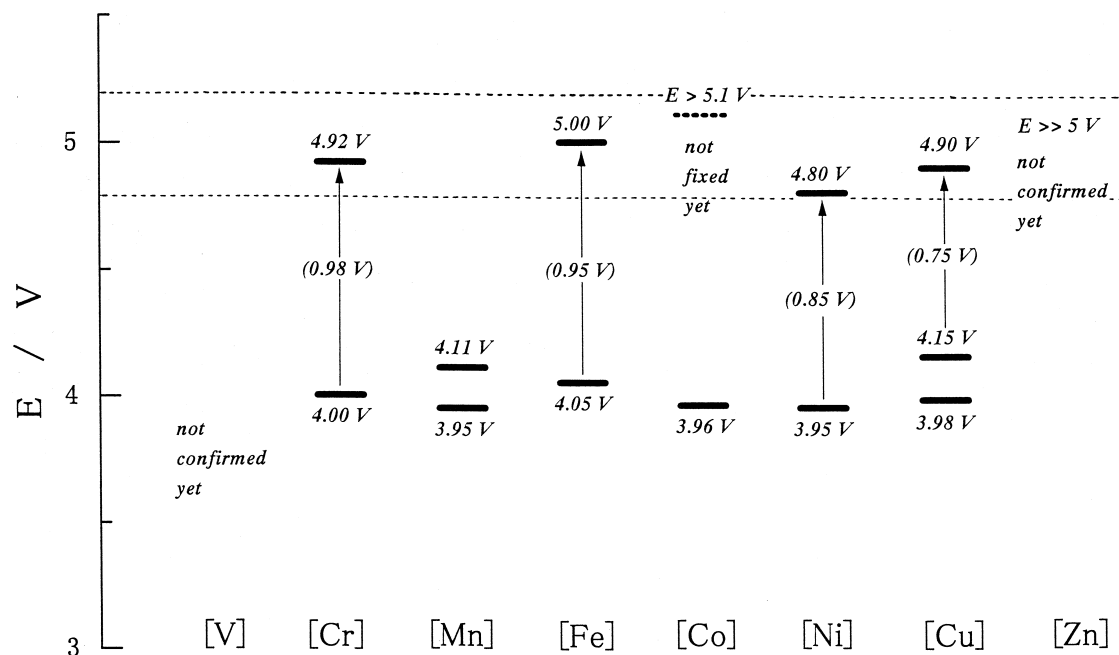 E / V
5
4
3
4.92 V
(0.98 V)
4.00 V
4.11 V
3.95 V
5.00 V
(0.95 V)
4.05 V
E > 5.1 V
not
fixed
yet
3.96 V
4.80 V
(0.85 V)
3.95 V
4.90 V
(0.75 V)
4.15 V
3.98 V
E >> 5 V
not
confirmed
yet
not
confirmed
yet
[V] [Cr] [Mn] [Fe] [Co] [Ni] [Cu] [Zn]